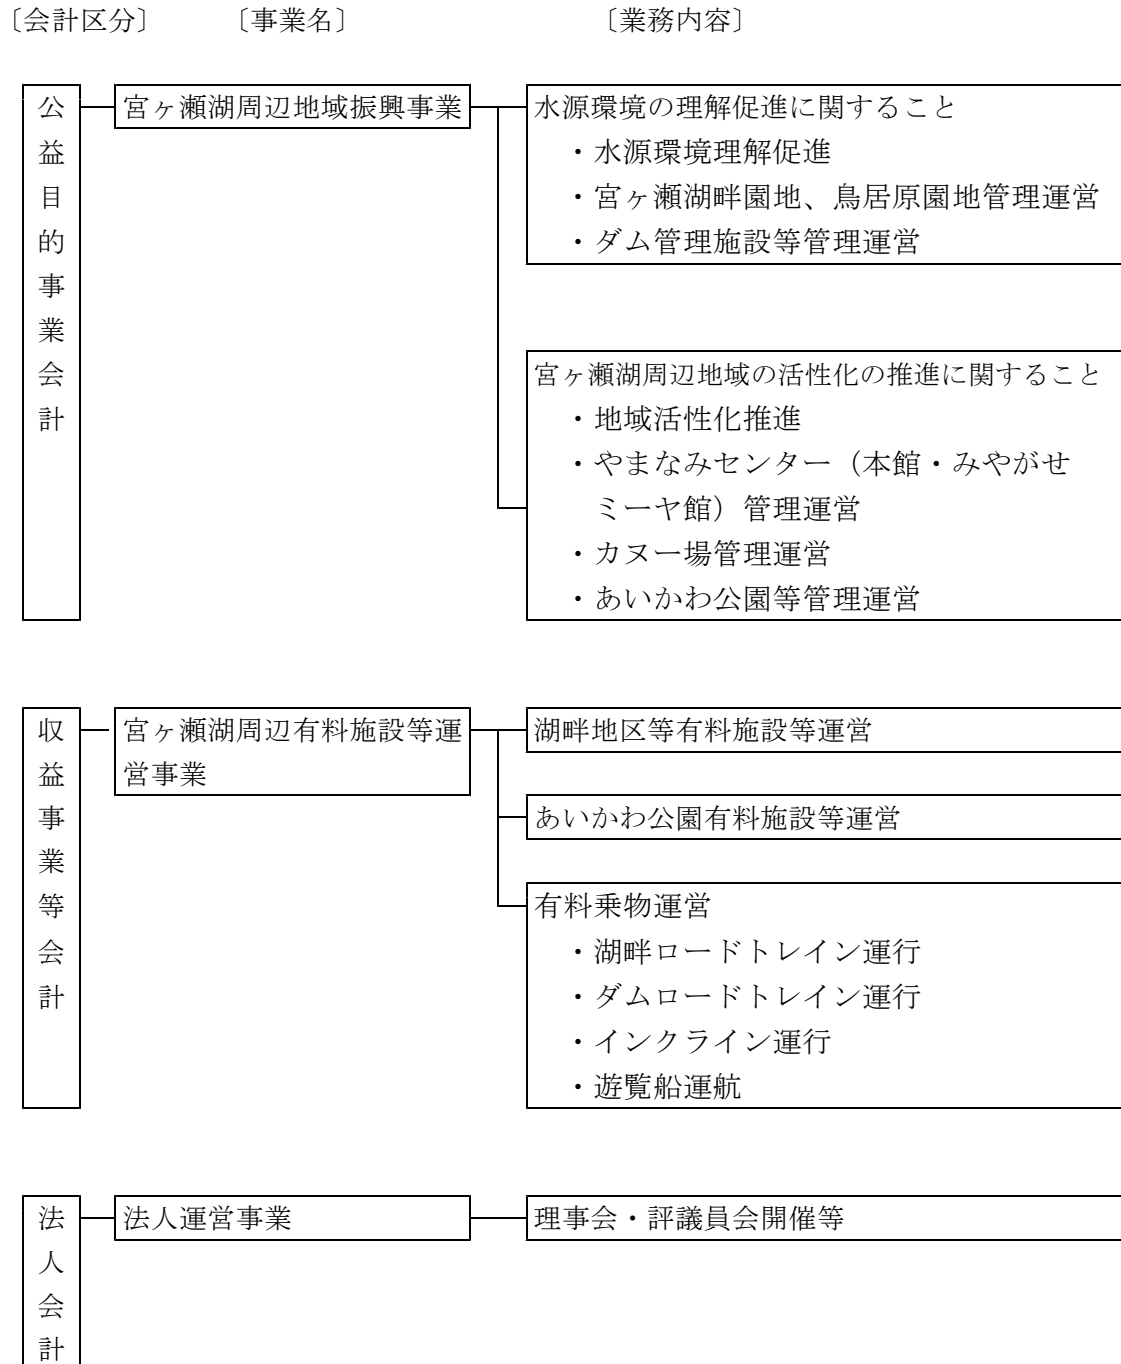 〔会計区分〕 〔事業名〕 〔業務内容〕
公益目的事業会計
宮ヶ瀬湖周辺地域振興事業
水源環境の理解促進に関すること
・水源環境理解促進
・宮ヶ瀬湖畔園地、鳥居原園地管理運営
・ダム管理施設等管理運営
宮ヶ瀬湖周辺地域の活性化の推進に関すること
・地域活性化推進
・やまなみセンター（本館・みやがせ
ミーヤ館）管理運営
・カヌー場管理運営
・あいかわ公園等管理運営
収益事業等会計
宮ヶ瀬湖周辺有料施設等運
営事業
湖畔地区等有料施設等運営
あいかわ公園有料施設等運営
有料乗物運営
・湖畔ロードトレイン運行
・ダムロードトレイン運行
・インクライン運行
・遊覧船運航
法人会計
法人運営事業
理事会・評議員会開催等